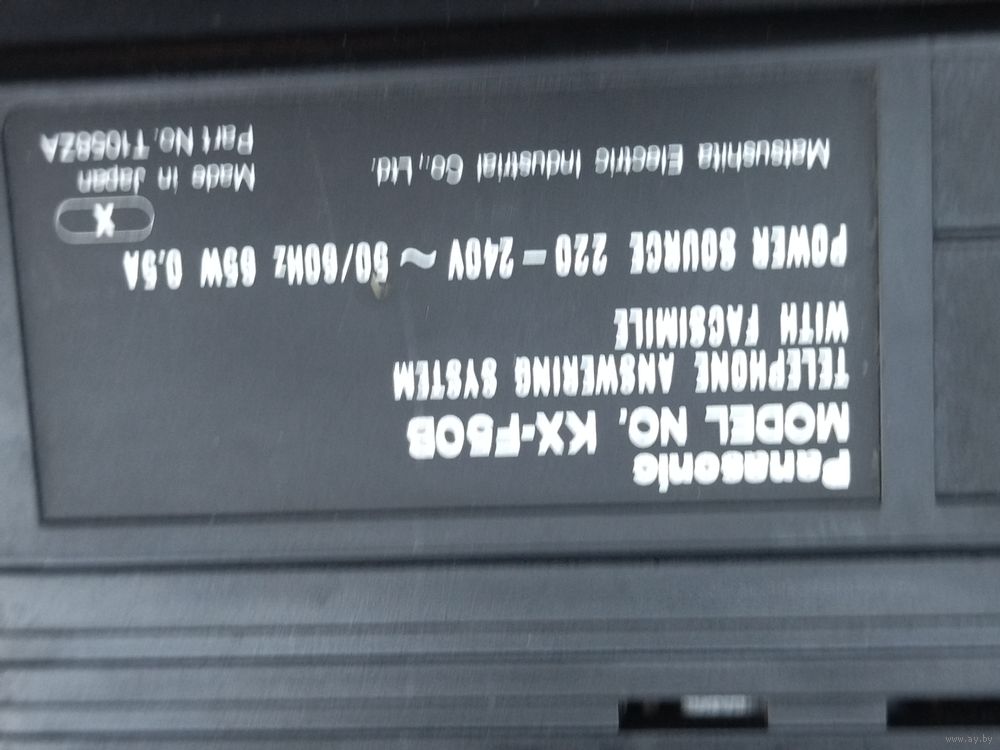 Panasonic
MODEL NO. KX-F50B
TELEPHONE ANSWERING SYSTEM
WITH FACSIMILE
POWER SOURCE 220-240V ~ 50/60Hz 65W 0.5A
X
Matsushita Electric Industrial Co., Ltd.
Made in Japan
Part No. T1058ZA
www.ay.by